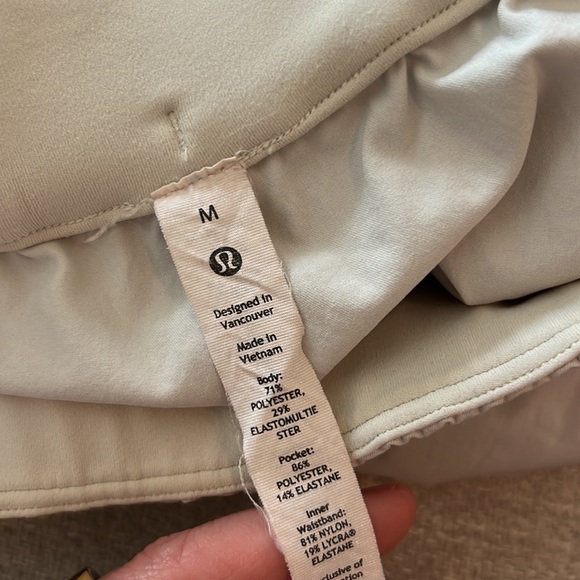 M
Designed in
Vancouver
Made in
Vietnam
Body:
71%
POLYESTER,
29%
ELASTOMULTIE
STER
Pocket:
86%
POLYESTER,
14% ELASTANE
Inner
Waistband:
81% NYLON,
19% LYCRA®
ELASTANE
of